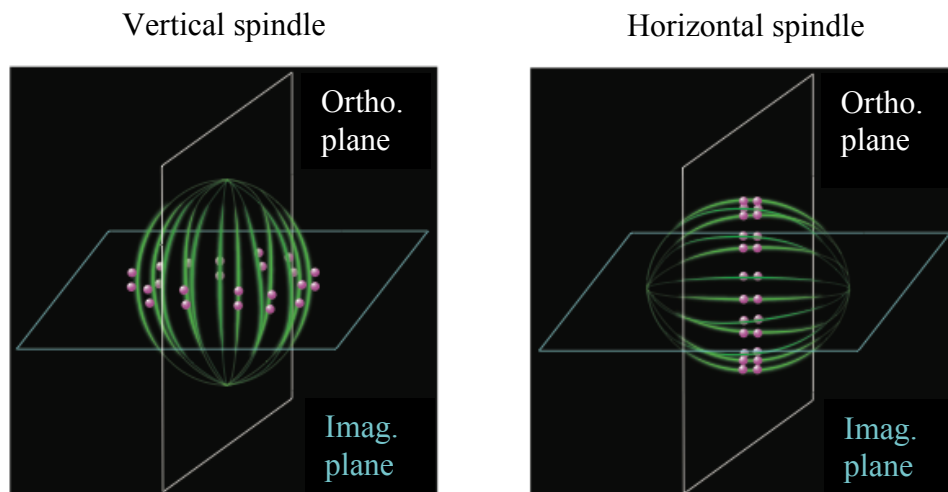 Vertical spindle
Horizontal spindle
Ortho.
plane
Ortho.
plane
Imag.
plane
Imag.
plane